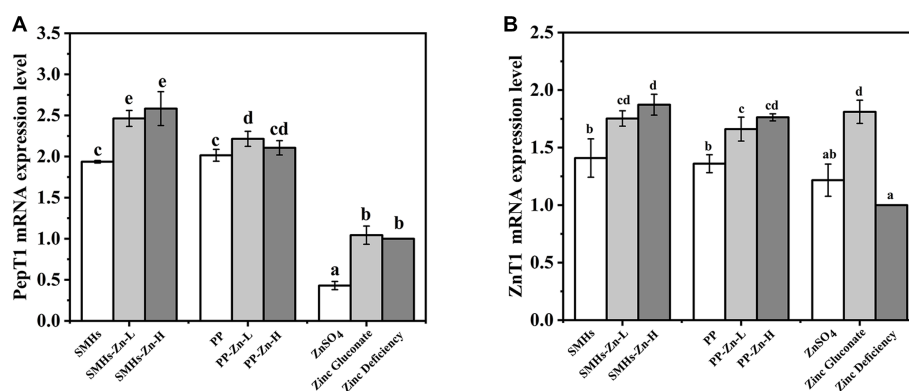 A
PepT1 mRNA expression level
3.5
3.0
2.5
2.0
1.5
1.0
0.5
0.0
c
e
e
c
d
cd
a
b
b
SMHs
SMHs-Zn-L
SMHs-Zn-H
PP
PP-Zn-L
PP-Zn-H
ZnSO4
Zinc Gluconate
Zinc Deficiency
B
ZnT1 mRNA expression level
2.5
2.0
1.5
1.0
0.5
0.0
b
cd
d
b
c
cd
ab
d
a
SMHs
SMHs-Zn-L
SMHs-Zn-H
PP
PP-Zn-L
PP-Zn-H
ZnSO4
Zinc Gluconate
Zinc Deficiency